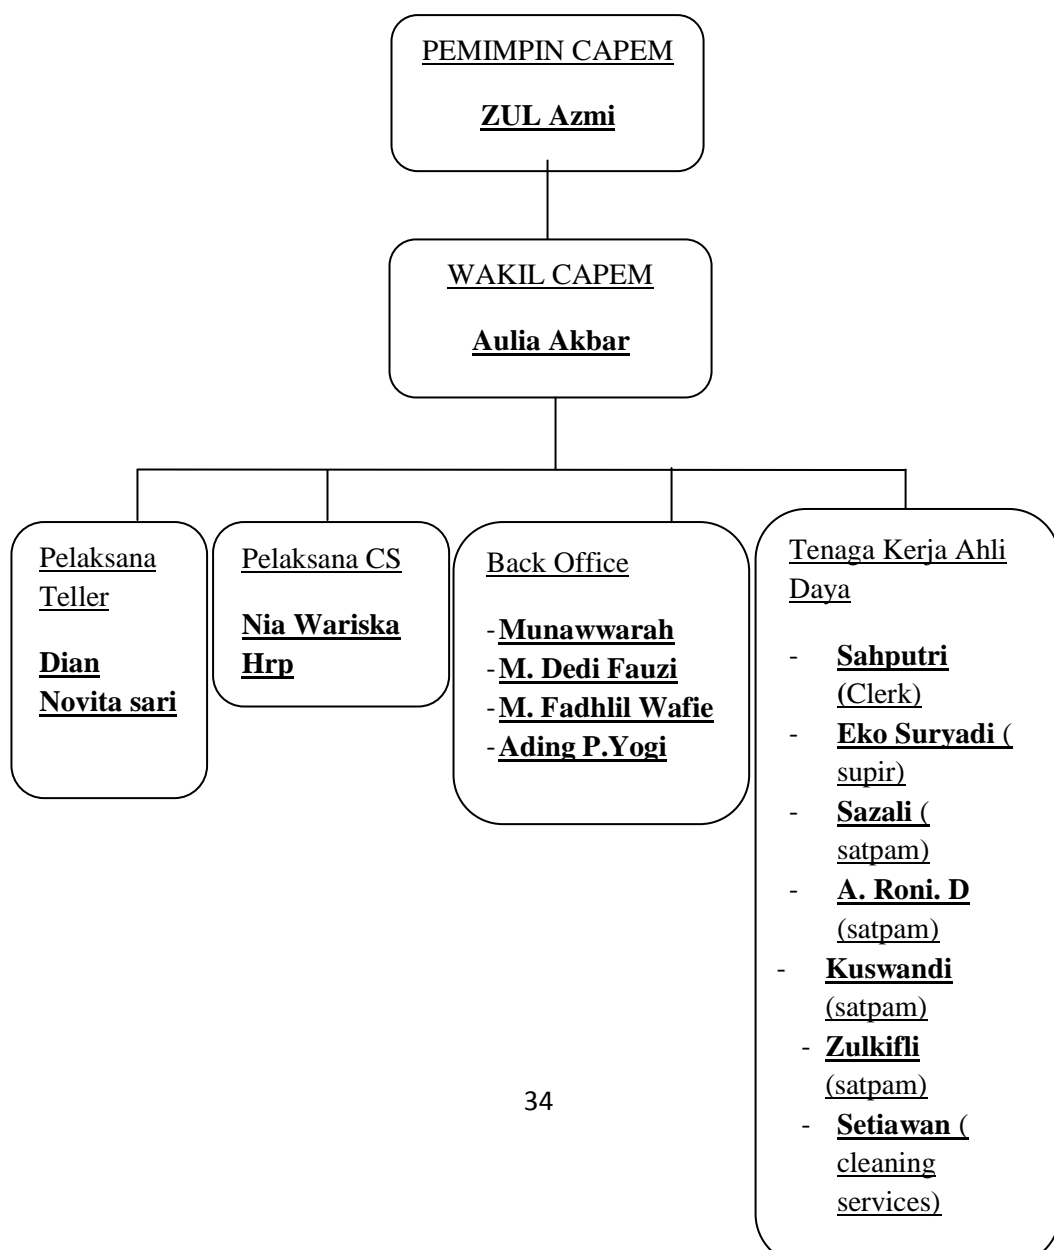 PEMIMPIN CAPEM
ZUL Azmi
WAKIL CAPEM
Aulia Akbar
Pelaksana
Teller
Dian
Novita sari
Pelaksana CS
Nia Wariska
Hrp
Back Office
-Munawwarah
-M. Dedi Fauzi
-M. Fadhlil Wafie
-Ading P.Yogi
Tenaga Kerja Ahli
Daya
- Sahputri
(Clerk)
- Eko Suryadi (
supir)
- Sazali (
satpam)
- A. Roni. D
(satpam)
- Kuswandi
(satpam)
- Zulkifli
(satpam)
- Setiawan (
cleaning
services)
34